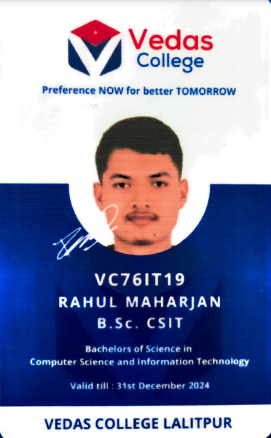 Vedas
College
Preference NOW for better TOMORROW
VC76IT19
RAHUL MAHARJAN
B.Sc. CSIT
Bachelors of Science in
Computer Science and Information Technology
Valid till : 31st December 2024
VEDAS COLLEGE LALITPUR